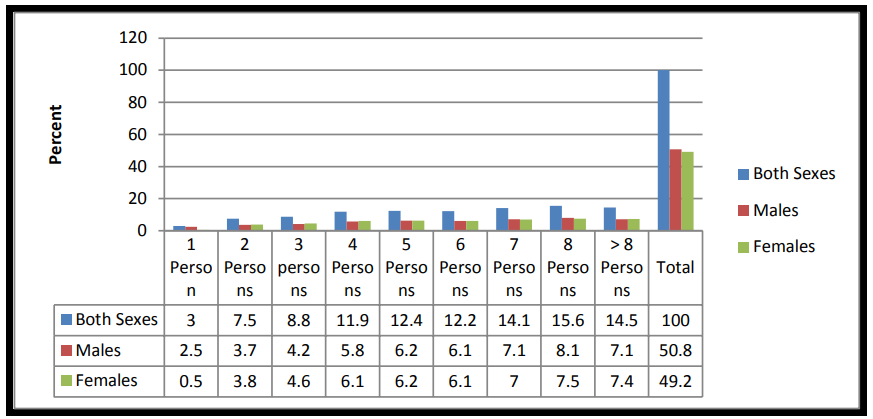 120
100
80
60
40
20
0
Percent
Both Sexes
Males
Females
1 2 3 4 5 6 7 8 > 8
Perso Perso perso Perso Perso Perso Perso Perso Perso Total
n ns ns ns ns ns ns ns ns
Both Sexes 3 7.5 8.8 11.9 12.4 12.2 14.1 15.6 14.5 100
Males 2.5 3.7 4.2 5.8 6.2 6.1 7.1 8.1 7.1 50.8
Females 0.5 3.8 4.6 6.1 6.2 6.1 7 7.5 7.4 49.2